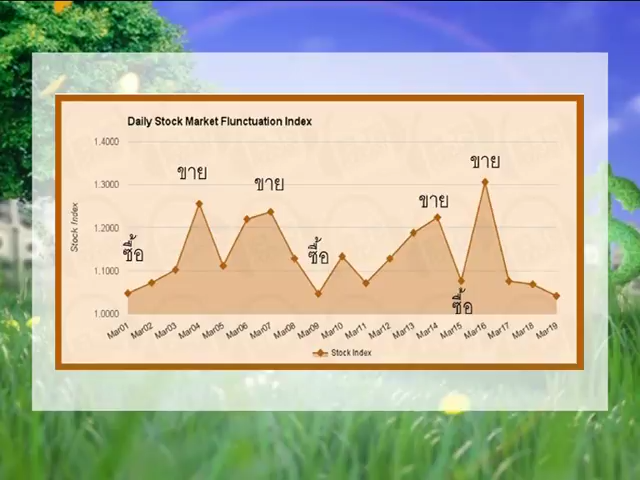 Daily Stock Market Flunctuation Index
1.4000
ขาย
ขาย
ขาย
ขาย
1.3000
Stock Index
1.2000
ซื้อ
ซื้อ
1.1000
ซื้อ
1.0000
Mar01 Mar02 Mar03 Mar04 Mar05 Mar06 Mar07 Mar08 Mar09 Mar10 Mar11 Mar12 Mar13 Mar14 Mar15 Mar16 Mar17 Mar18 Mar19
Stock Index